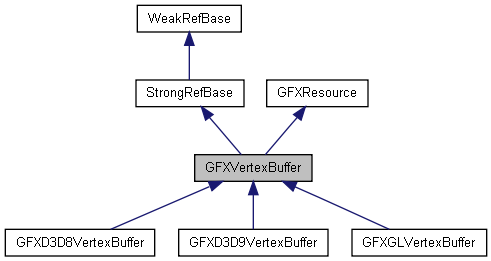 WeakRefBase
StrongRefBase
GFXResource
GFXVertexBuffer
GFXD3D8VertexBuffer
GFXD3D9VertexBuffer
GFXGLVertexBuffer